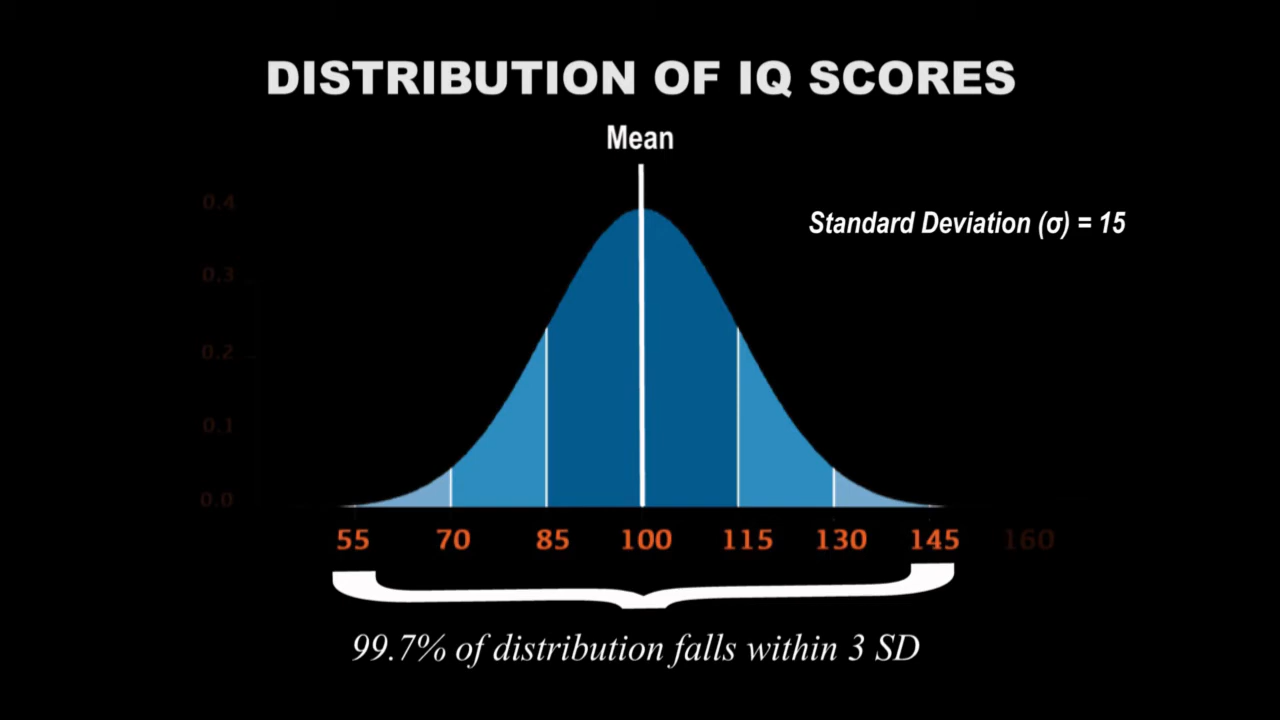 DISTRIBUTION OF IQ SCORES
Mean
Standard Deviation (σ) = 15
0.4
0.3
0.2
0.1
0.0
55 70 85 100 115 130 145 160
99.7% of distribution falls within 3 SD